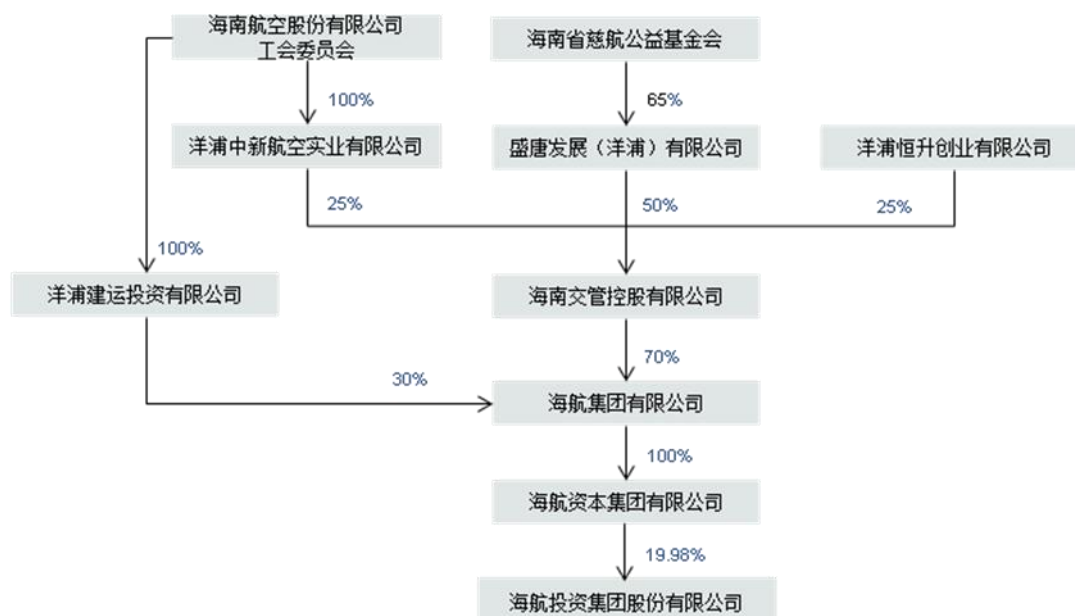 海南航空股份有限公司
工会委员会
海南省慈航公益基金会
100%
65%
洋浦中新航空实业有限公司
盛唐发展（洋浦）有限公司
洋浦恒升创业有限公司
25%
50%
25%
100%
洋浦建运投资有限公司
海南交管控股有限公司
70%
30%
海航集团有限公司
100%
海航资本集团有限公司
19.98%
海航投资集团股份有限公司